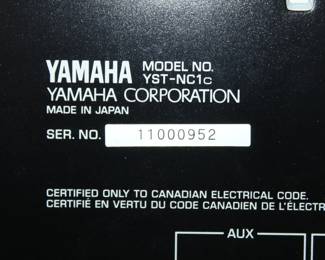 YAMAHA MODEL NO.
YST-NC1C
YAMAHA CORPORATION
MADE IN JAPAN
SER. NO. 11000952
CERTIFIED ONLY TO CANADIAN ELECTRICAL CODE.
CERTIFIÉ EN VERTU DU CODE CANADIEN DE
AUX